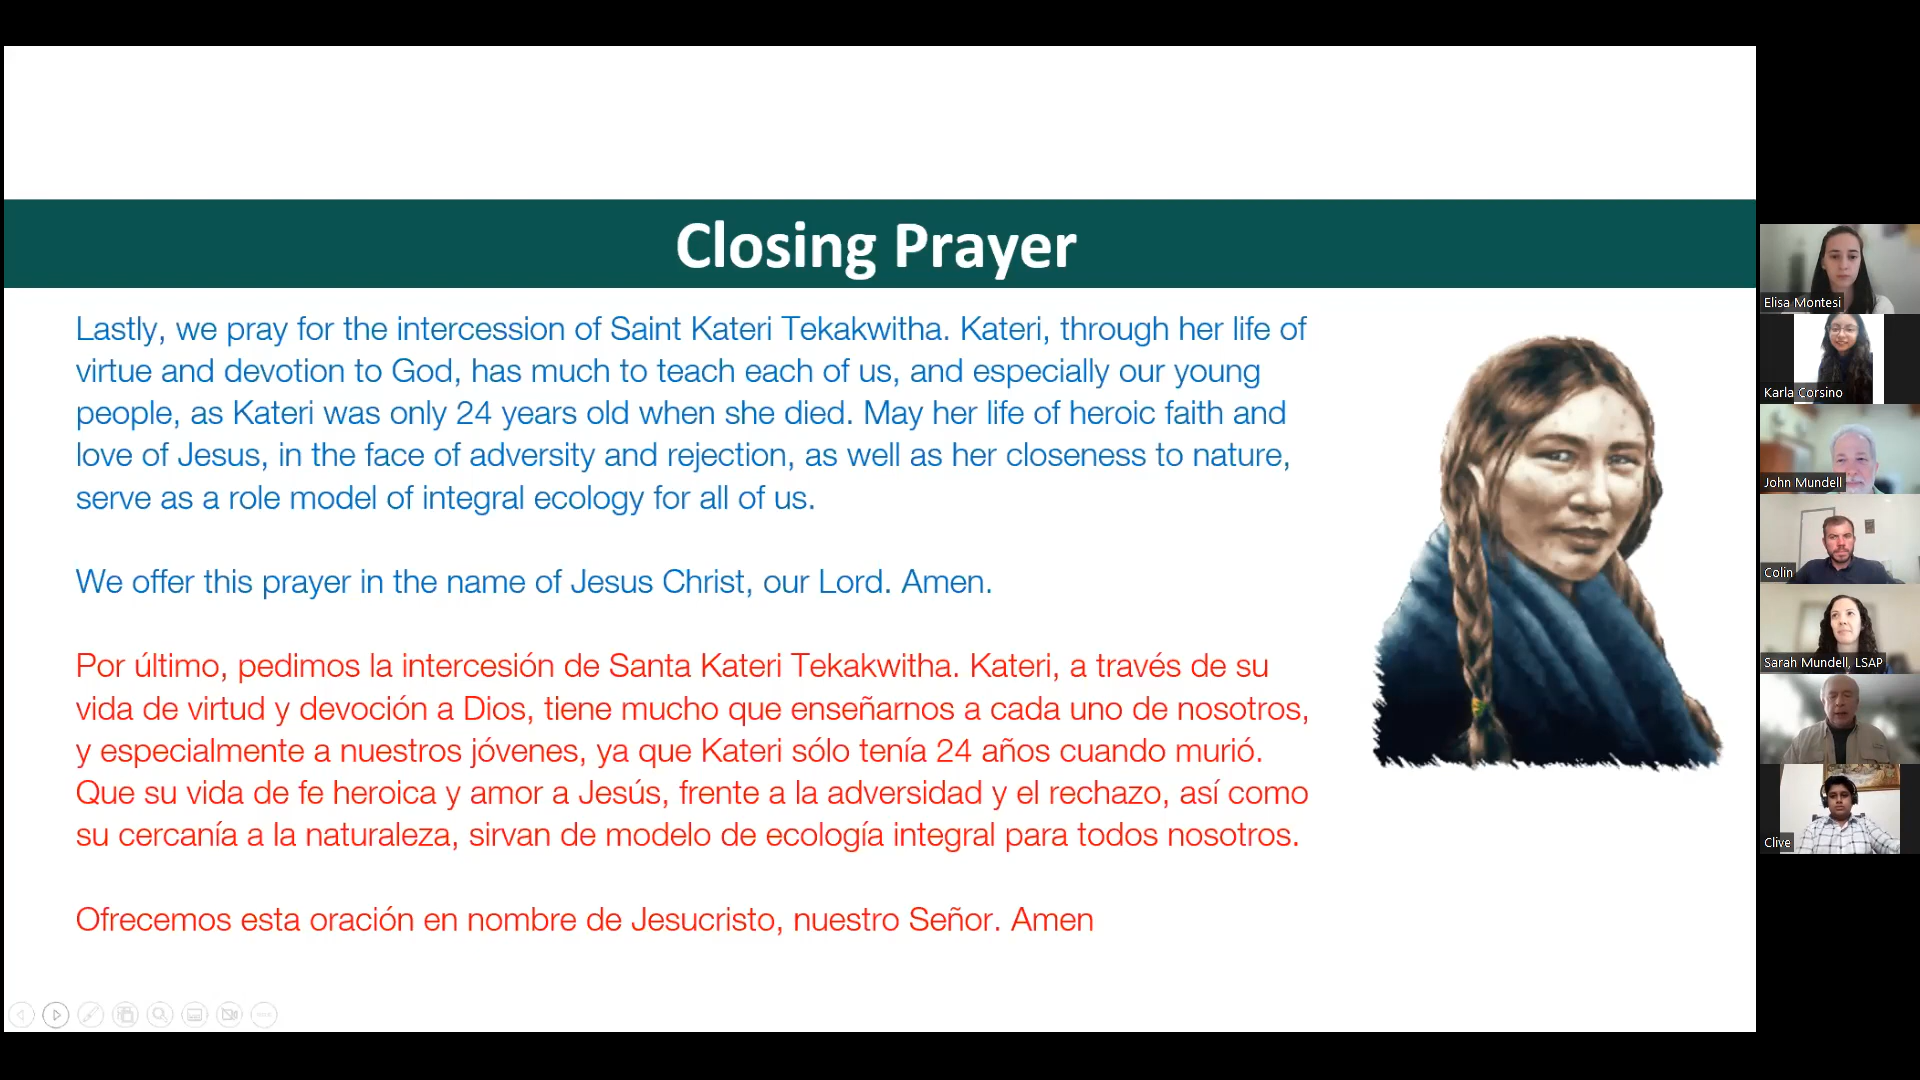 Closing Prayer
Lastly, we pray for the intercession of Saint Kateri Tekakwitha. Kateri, through her life of
virtue and devotion to God, has much to teach each of us, and especially our young
people, as Kateri was only 24 years old when she died. May her life of heroic faith and
love of Jesus, in the face of adversity and rejection, as well as her closeness to nature,
serve as a role model of integral ecology for all of us.
We offer this prayer in the name of Jesus Christ, our Lord. Amen.
Por último, pedimos la intercesión de Santa Kateri Tekakwitha. Kateri, a través de su
vida de virtud y devoción a Dios, tiene mucho que enseñarnos a cada uno de nosotros,
y especialmente a nuestros jóvenes, ya que Kateri sólo tenía 24 años cuando murió.
Que su vida de fe heroica y amor a Jesús, frente a la adversidad y el rechazo, así como
su cercanía a la naturaleza, sirvan de modelo de ecología integral para todos nosotros.
Ofrecemos esta oración en nombre de Jesucristo, nuestro Señor. Amen
Elisa Montesi
Karla Corsino
John Mundell
Colin
Sarah Mundell, LSAP
Clive